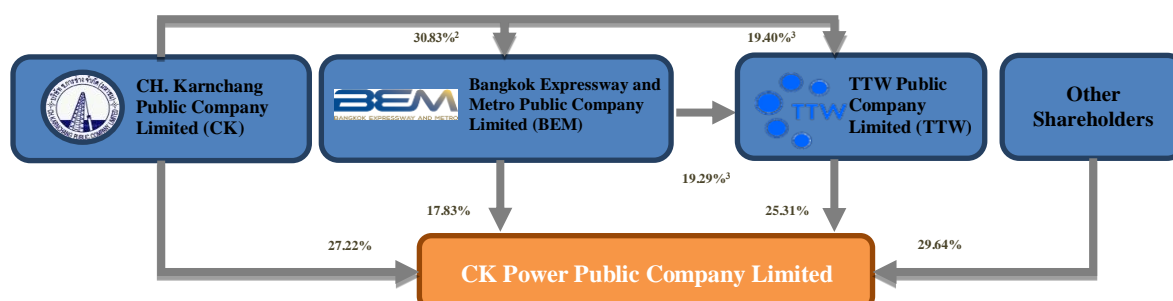 30.83%2
19.40%3
CH. Karnchang
Public Company
Limited (CK)
BEM
BANGKOK EXPRESSWAY AND METRO
Bangkok Expressway and
Metro Public Company
Limited (BEM)
TTW
TTW Public
Company
Limited (TTW)
Other
Shareholders
19.29%3
17.83%
25.31%
27.22%
29.64%
CK Power Public Company Limited